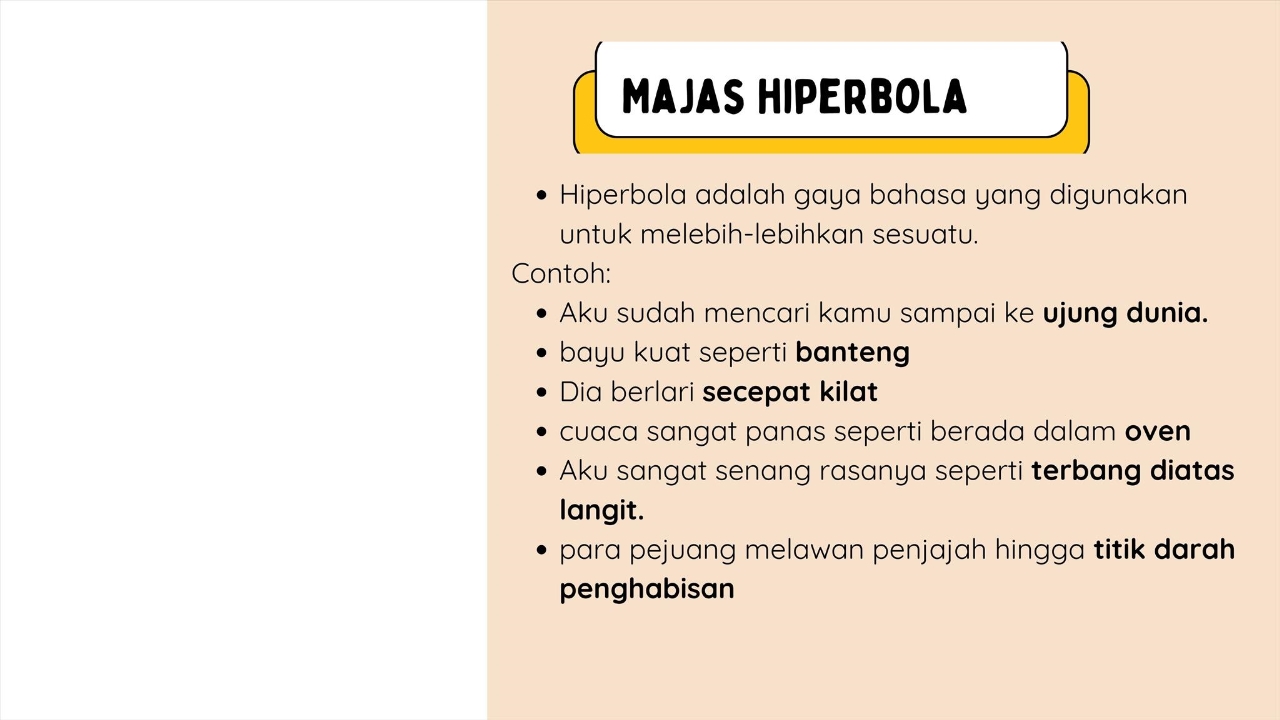 MAJAS HIPERBOLA
• Hiperbola adalah gaya bahasa yang digunakan
untuk melebih-lebihkan sesuatu.
Contoh:
• Aku sudah mencari kamu sampai ke ujung dunia.
• bayu kuat seperti banteng
• Dia berlari secepat kilat
• cuaca sangat panas seperti berada dalam oven
• Aku sangat senang rasanya seperti terbang diatas
langit.
• para pejuang melawan penjajah hingga titik darah
penghabisan